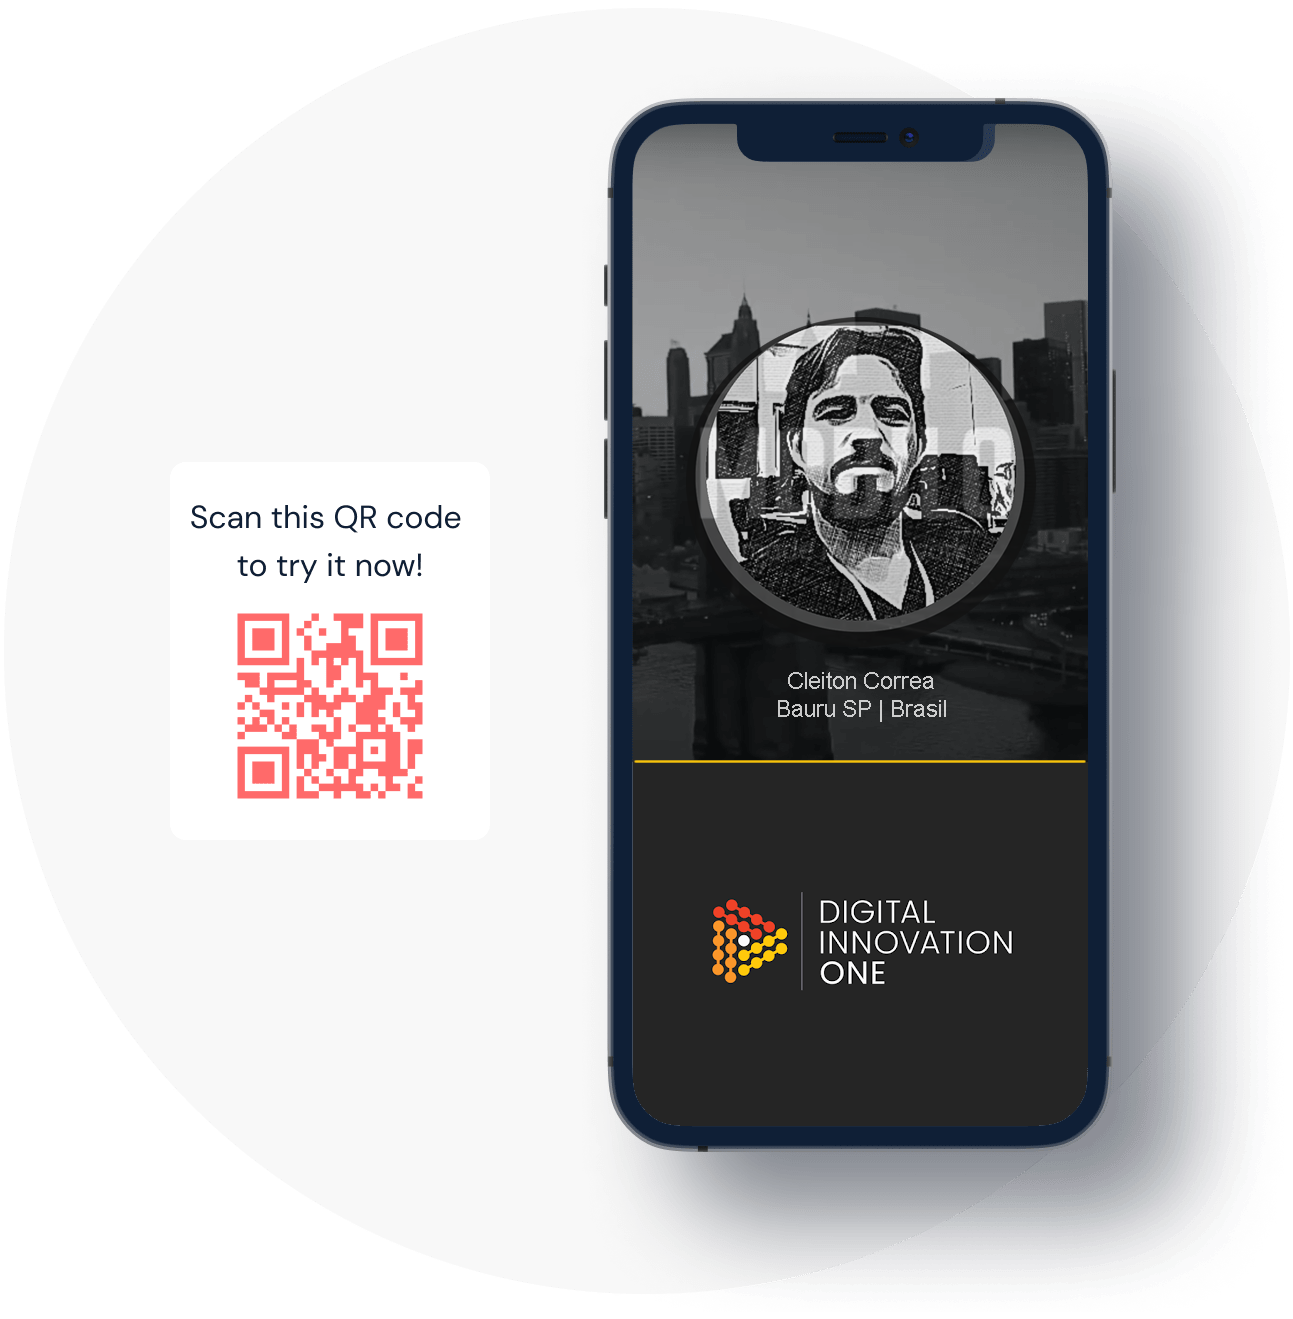 Scan this QR code
to try it now!
Cleiton Correa
Bauru SP | Brasil
DIGITAL
INNOVATION
ONE